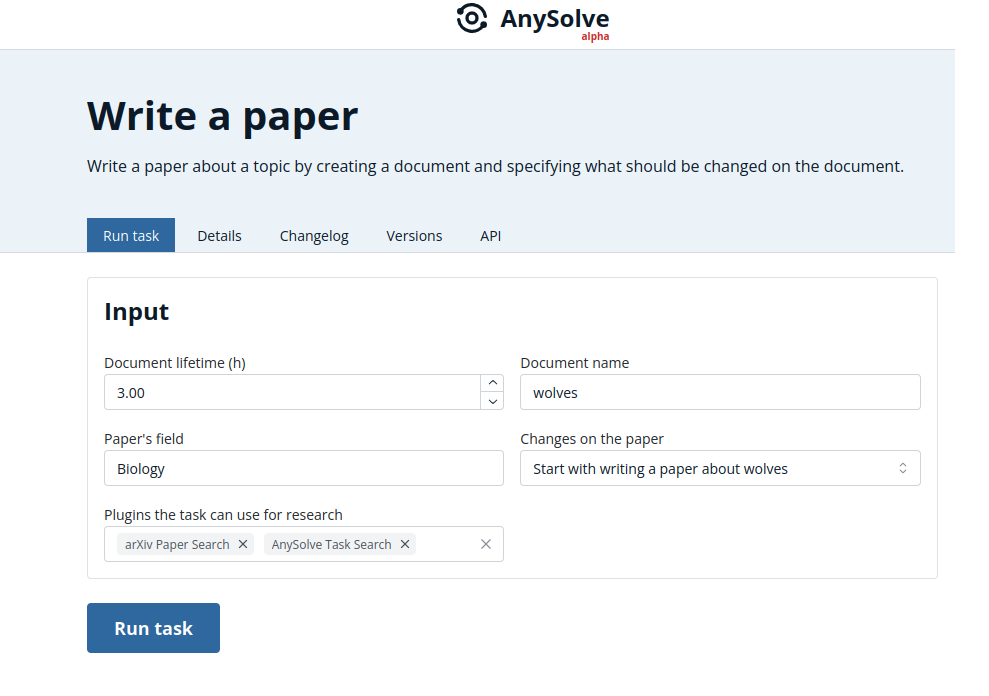 AnySolve
alpha
Write a paper
Write a paper about a topic by creating a document and specifying what should be changed on the document.
Run task Details Changelog Versions API
Input
Document lifetime (h) Document name
3.00 wolves
Paper's field Changes on the paper
Biology Start with writing a paper about wolves
Plugins the task can use for research
arXiv Paper Search AnySolve Task Search
Run task